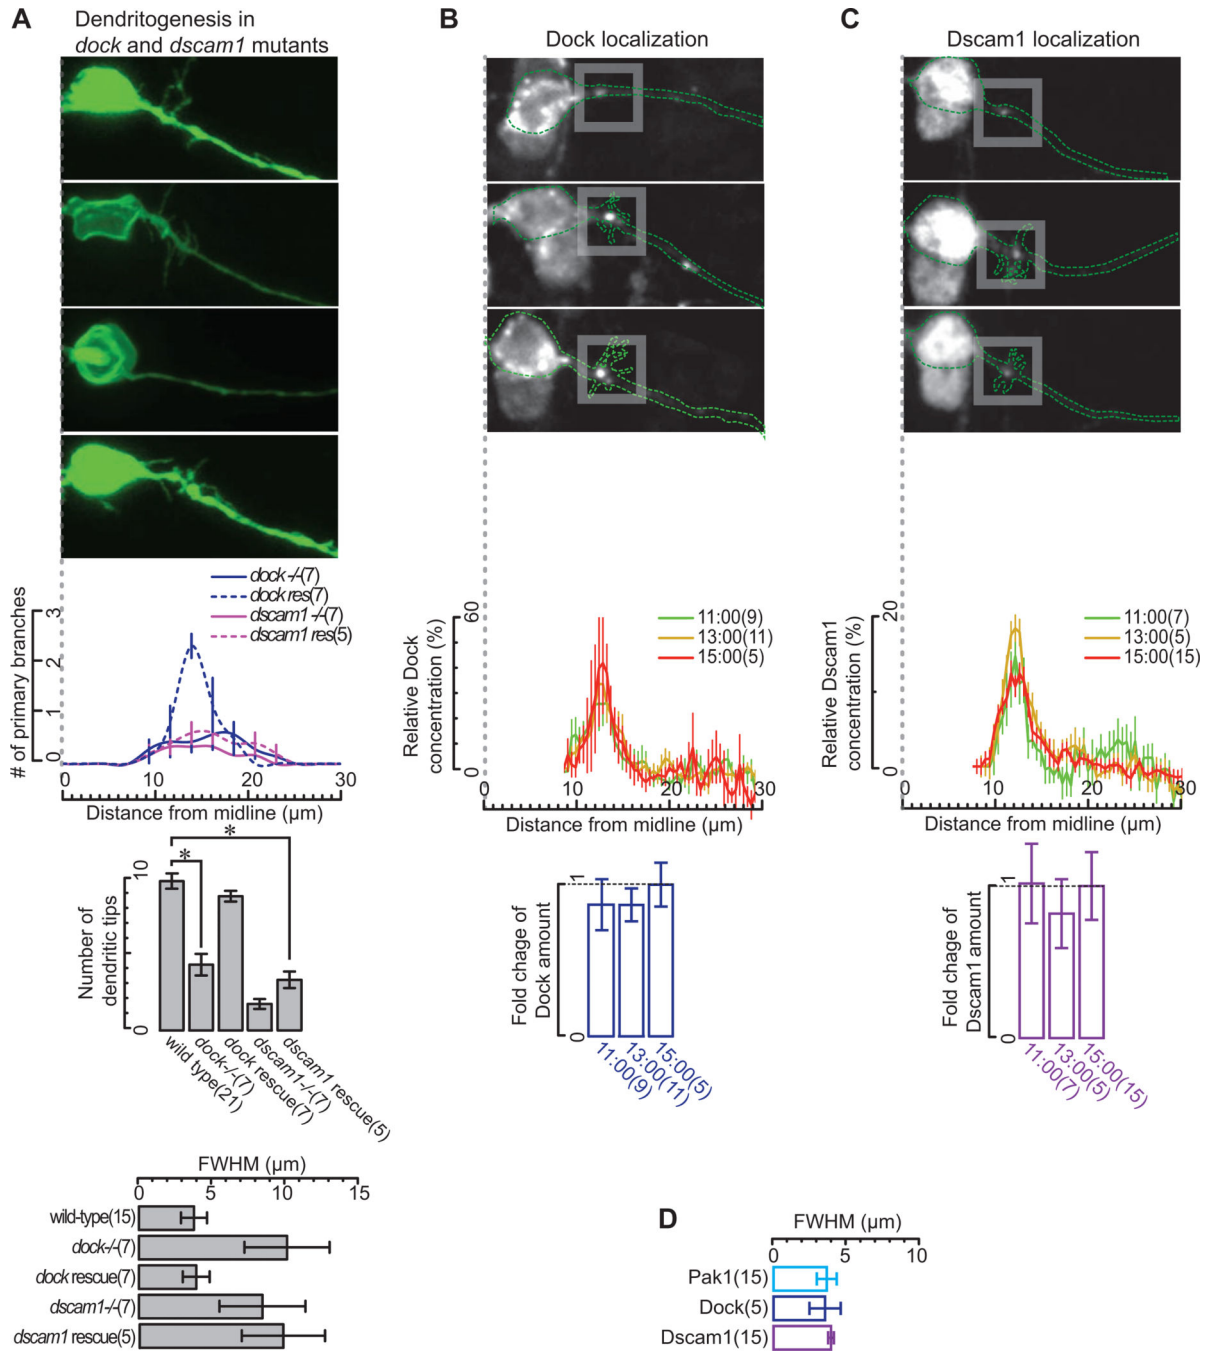 A
Dendritogenesis in
dock and dscam1 mutants
dock -/-(7)
dock res(7)
dscam1 -/-(7)
dscam1 res(5)
# of primary branches
3
2
1
0
0
10
20
30
Distance from midline (μm)
*
*
Number of
dendritic tips
10
0
wild type(21)
dock-/-(7)
dock rescue(7)
dscam1-/-(7)
dscam1 rescue(5)
FWHM (μm)
0
5
10
15
wild-type(15)
dock-/-(7)
dock rescue(7)
dscam1-/-(7)
dscam1 rescue(5)
B
Dock localization
Relative Dock
concentration (%)
60
0
11:00(9)
13:00(11)
15:00(5)
0
10
20
30
Distance from midline (μm)
Fold chage of
Dock amount
1
0
11:00(9)
13:00(11)
15:00(5)
C
Dscam1 localization
Relative Dscam1
concentration (%)
20
0
11:00(7)
13:00(5)
15:00(15)
0
10
20
30
Distance from midline (μm)
Fold chage of
Dscam1 amount
1
0
11:00(7)
13:00(5)
15:00(15)
D
FWHM (μm)
0
5
10
Pak1(15)
Dock(5)
Dscam1(15)